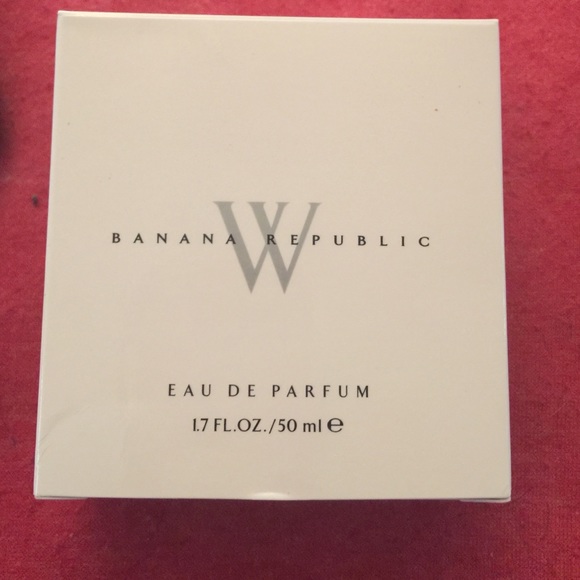 W
BANANA REPUBLIC
EAU DE PARFUM
1.7 FL.OZ./50 ml ℮